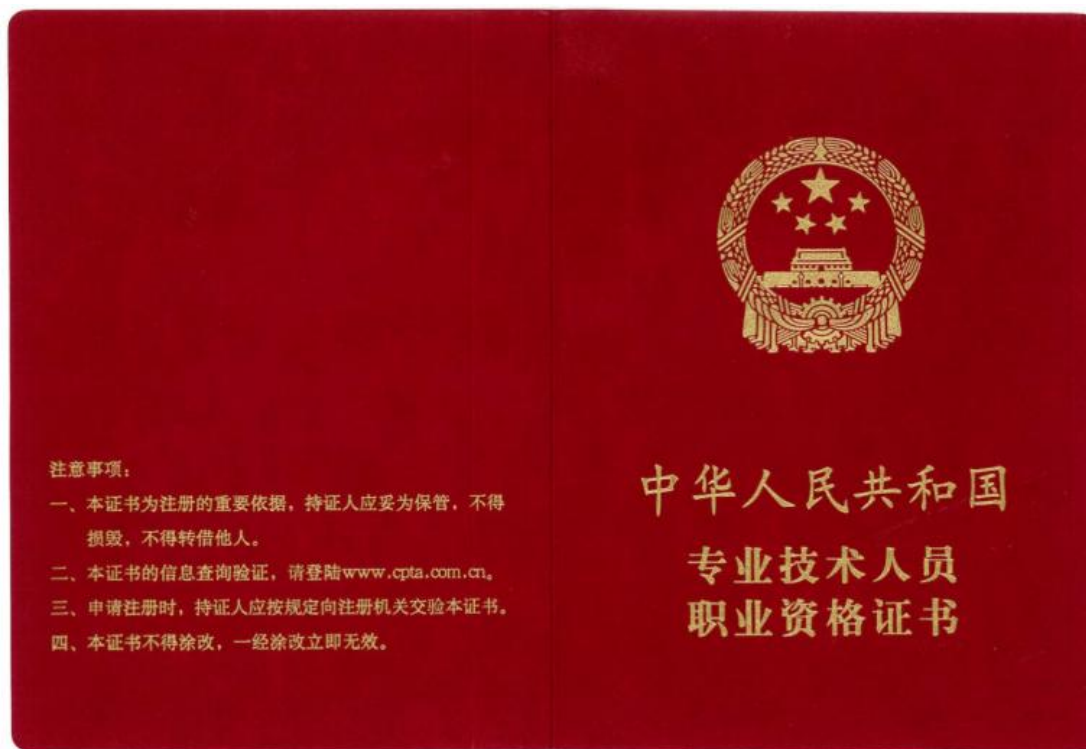 注意事项：
一、本证书为注册的重要依据，持证人应妥为保管，不得
损毁，不得转借他人。
二、本证书的信息查询验证，请登陆www.cpta.com.cn。
三、申请注册时，持证人应按规定向注册机关交验本证书。
四、本证书不得涂改，一经涂改立即无效。
中华人民共和国
专业技术人员
职业资格证书